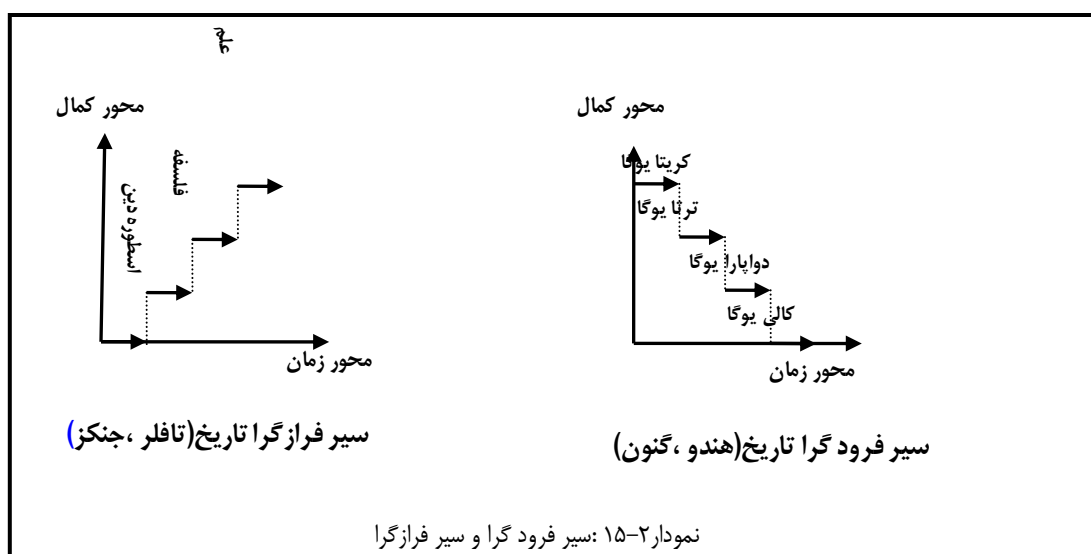 علم
محور کمال
فلسفه
اسطوره دین
محور زمان
سیر فرازگرا تاریخ(تافلر ،جنکز)
محور کمال
کریتا یوگا
ترتا یوگا
دواپارا یوگا
کالی یوگا
محور زمان
سیر فرود گرا تاریخ(هندو ،گنون)
نمودار۲-۱۵ :سیر فرود گرا و سیر فرازگرا